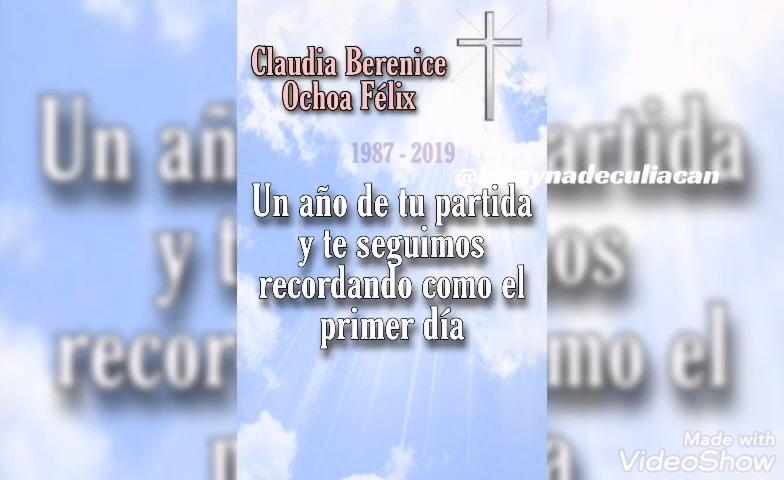 Claudia Berenice
Ochoa Félix
1987 - 2019
Un año de tu partida
y te seguimos
recordando como el
primer día
Made with
VideoShow